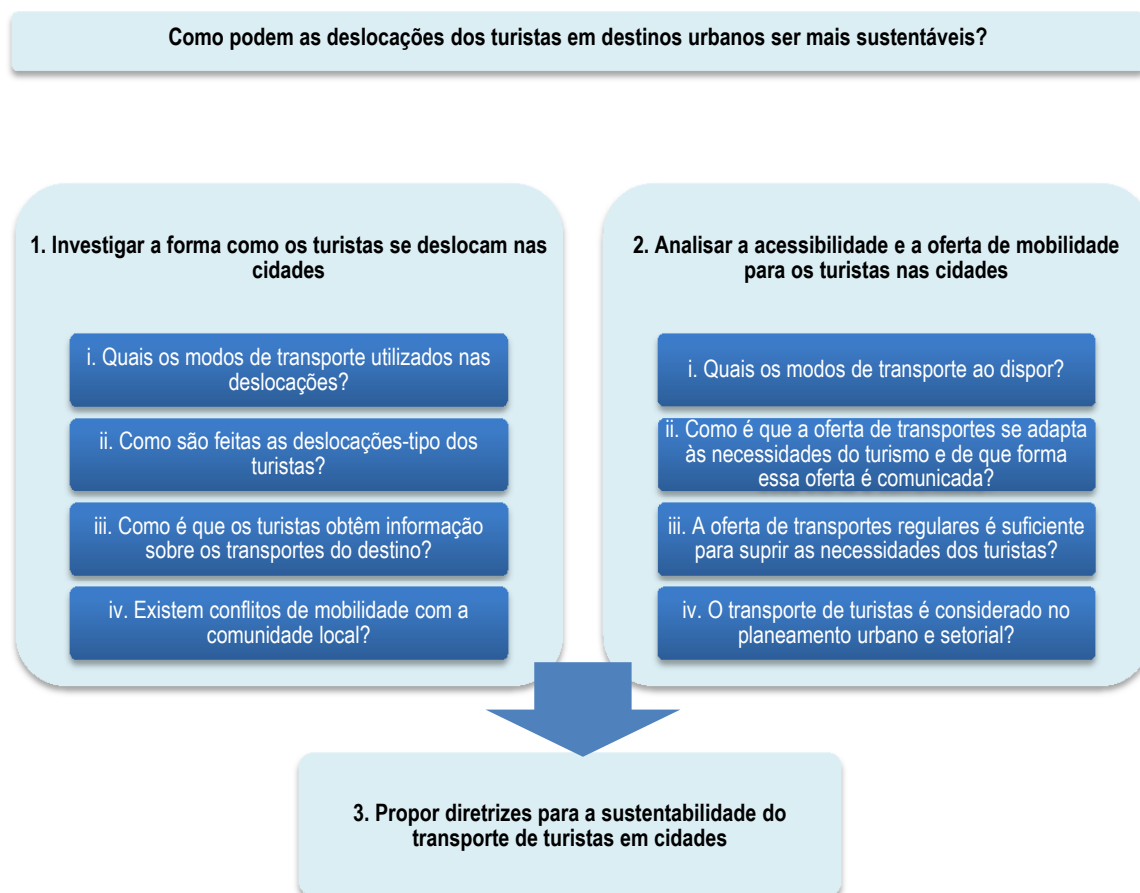 Como podem as deslocações dos turistas em destinos urbanos ser mais sustentáveis?
1. Investigar a forma como os turistas se deslocam nas
cidades
i. Quais os modos de transporte utilizados nas
deslocações?
ii. Como são feitas as deslocações-tipo dos
turistas?
iii. Como é que os turistas obtêm informação
sobre os transportes do destino?
iv. Existem conflitos de mobilidade com a
comunidade local?
2. Analisar a acessibilidade e a oferta de mobilidade
para os turistas nas cidades
i. Quais os modos de transporte ao dispor?
ii. Como é que a oferta de transportes se adapta
às necessidades do turismo e de que forma
essa oferta é comunicada?
iii. A oferta de transportes regulares é suficiente
para suprir as necessidades dos turistas?
iv. O transporte de turistas é considerado no
planeamento urbano e setorial?
3. Propor diretrizes para a sustentabilidade do
transporte de turistas em cidades